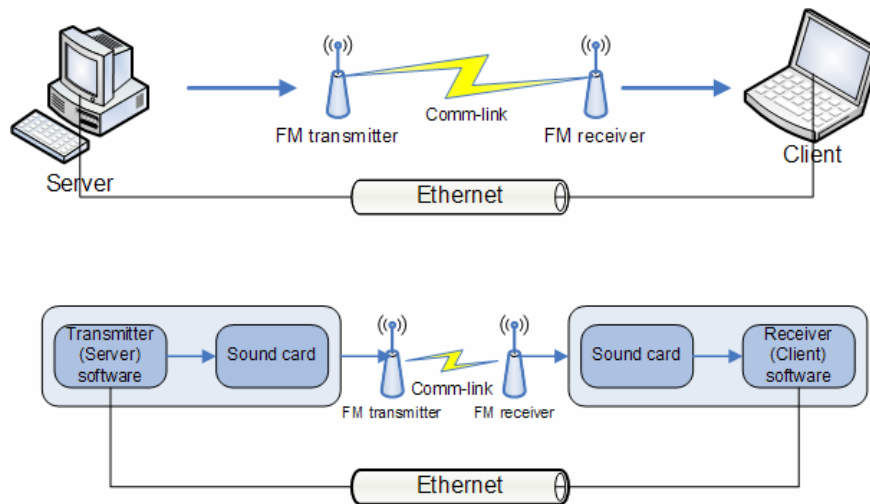 Comm-link
FM transmitter
FM receiver
Server
Client
Ethernet
Transmitter
(Server)
software
Sound card
Sound card
Receiver
(Client)
software
Comm-link
FM transmitter
FM receiver
Ethernet